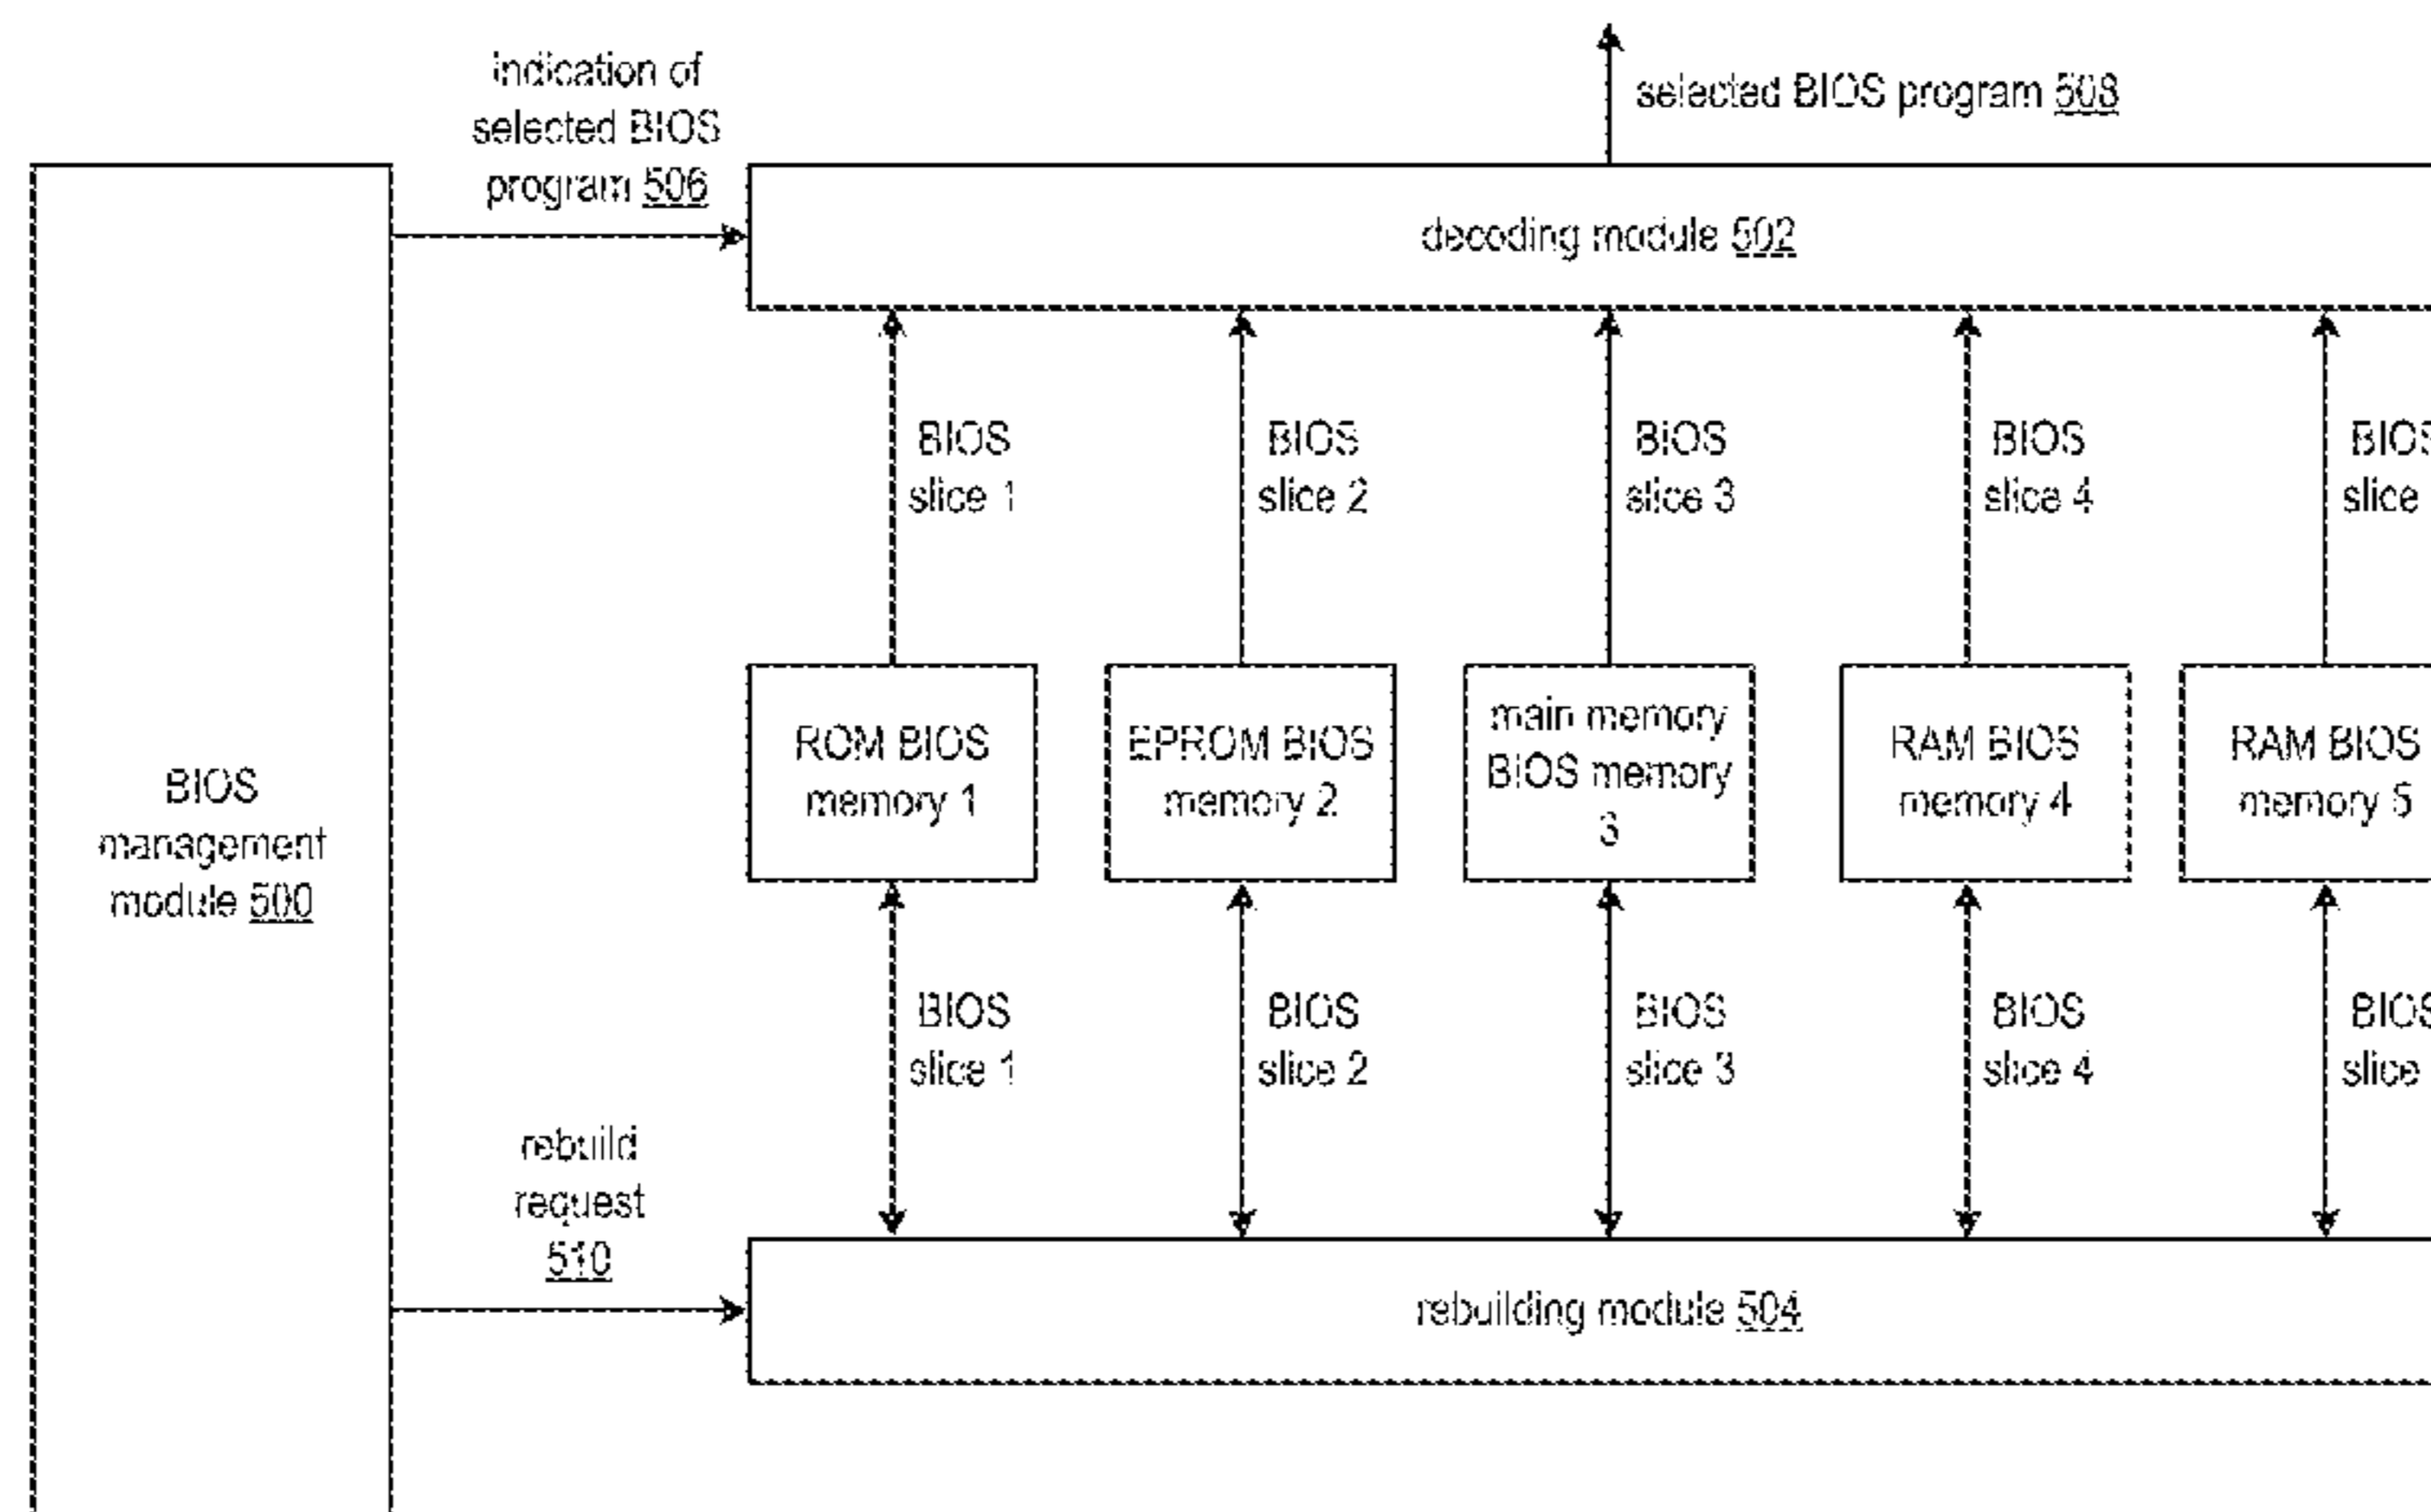 indication of
selected BIOS
program 506
selected BIOS program 508
decoding module 502
BIOS
slice 1
BIOS
slice 2
BIOS
slice 3
BIOS
slice 4
slice
BIOS
management
module 500
ROM BIOS
memory 1
EPROM BIOS
memory 2
main memory
BIOS memory
3
RAM BIOS
memory 4
RAM BIOS
memory 5
BIOS
slice 1
BIOS
slice 2
BIOS
slice 3
BIOS
slice 4
slice
rebuild
request
510
rebuilding module 504